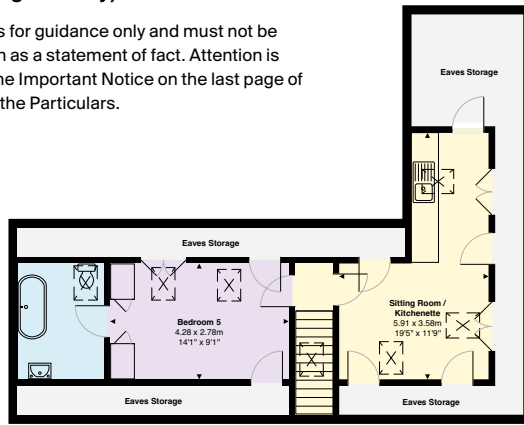 s for guidance only and must not be
as a statement of fact. Attention is
Important Notice on the last page of
the Particulars.
Eaves Storage
Eaves Storage
Bedroom 5
4.28 x 2.78m
14'1" x 9'1"
Sitting Room /
Kitchenette
5.91 x 3.58m
19'5" x 11'9"
Eaves Storage
Eaves Storage